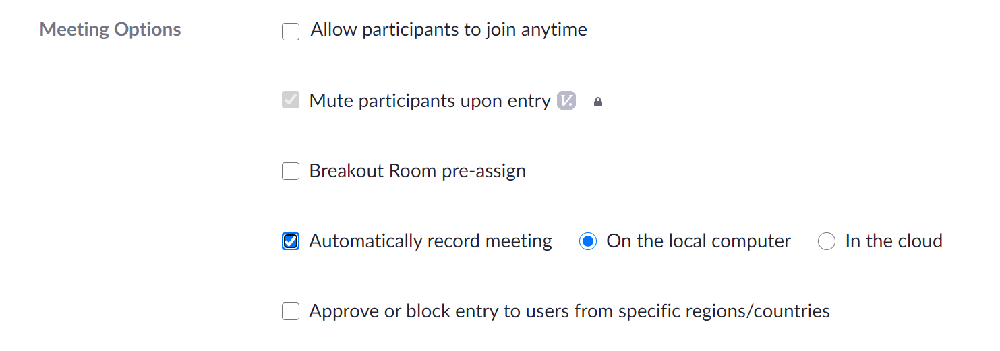 Meeting Options
Allow participants to join anytime
Mute participants upon entry V.
Breakout Room pre-assign
Automatically record meeting On the local computer In the cloud
Approve or block entry to users from specific regions/countries